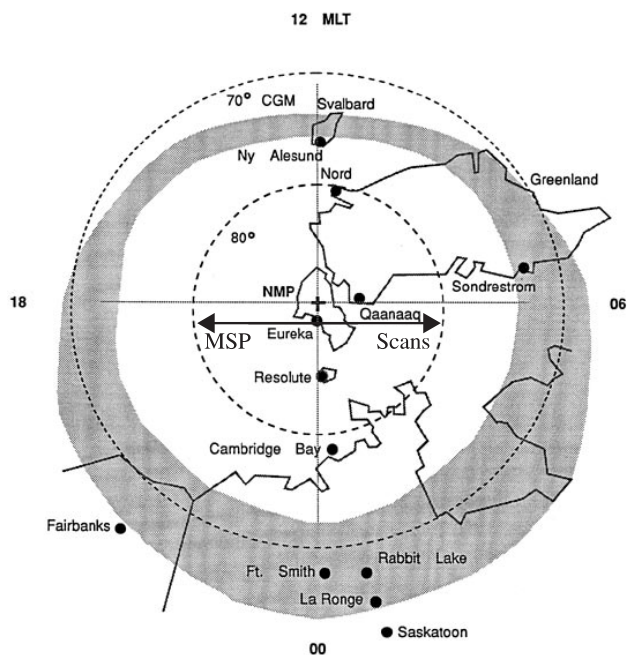 12 MLT
70° CGM
Svalbard
Ny Alesund
Nord
Greenland
80°
Sondrestrom
18
NMP
06
Qaanaaq
Eureka
MSP
Scans
Resolute
Cambridge Bay
Fairbanks
Ft. Smith
Rabbit Lake
La Ronge
Saskatoon
00